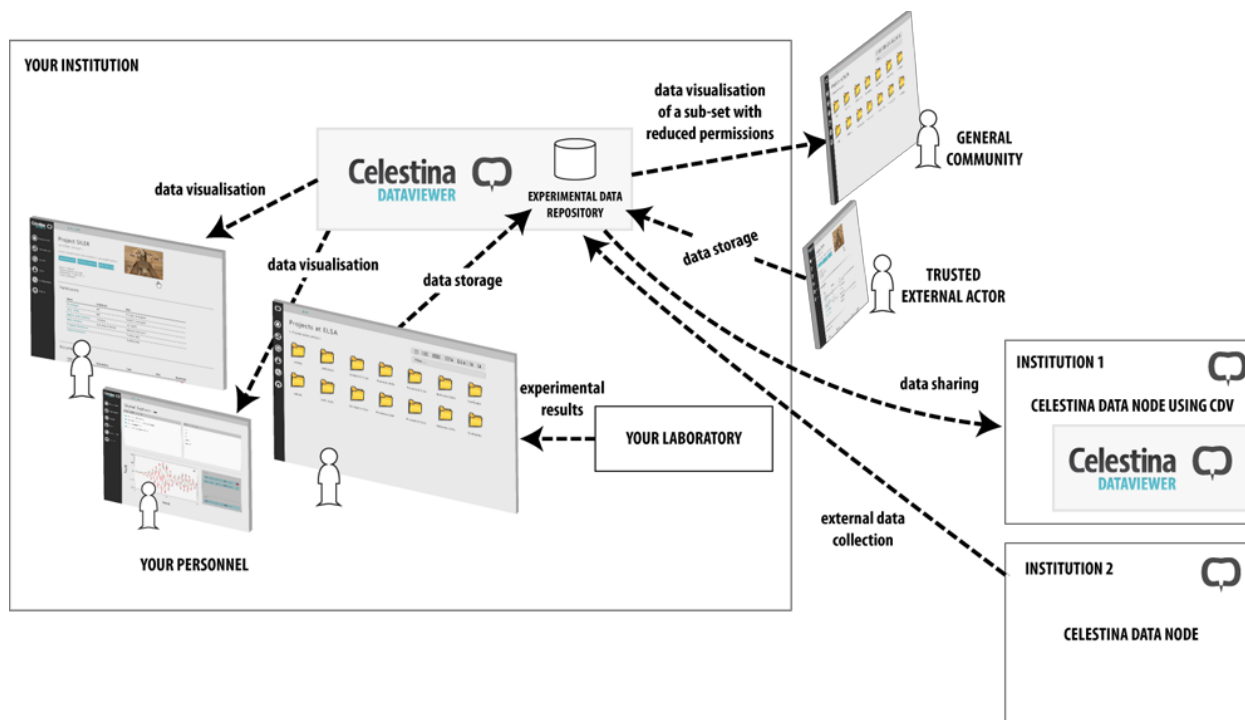 YOUR INSTITUTION
data visualisation
of a sub-set with
reduced permissions
GENERAL
COMMUNITY
Celestina
DATAVIEWER
EXPERIMENTAL DATA
REPOSITORY
data visualisation
data visualisation
data storage
data storage
TRUSTED
EXTERNAL ACTOR
Project SILER
Projects at ELSA
experimental
results
YOUR LABORATORY
data sharing
INSTITUTION 1
CELESTINA DATA NODE USING CDV
Celestina
DATAVIEWER
external data
collection
YOUR PERSONNEL
INSTITUTION 2
CELESTINA DATA NODE